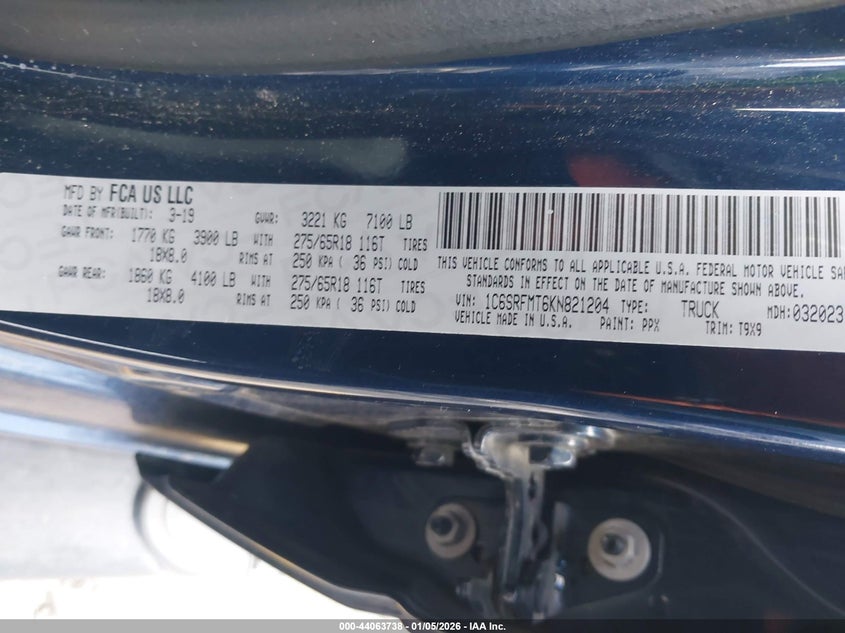 MFD BY FCA US LLC
DATE OF MFR(BUILT): 3-19 GVWR: 3221 KG 7100 LB
GAWR FRONT: 1770 KG 3900 LB WITH 275/65R18 116T TIRES
18X8.0 RIMS AT 250 KPA ( 36 PSI) COLD
GAWR REAR: 1860 KG 4100 LB WITH 275/65R18 116T TIRES
18X8.0 RIMS AT 250 KPA ( 36 PSI) COLD
THIS VEHICLE CONFORMS TO ALL APPLICABLE U.S.A. FEDERAL MOTOR VEHICLE SAF
STANDARDS IN EFFECT ON THE DATE OF MANUFACTURE SHOWN ABOVE.
VIN: 1C6SRFMT6KN821204 TYPE: TRUCK MDH:032023
VEHICLE MADE IN U.S.A. PAINT: PPX TRIM: T9X9
000-44063738 - 01/05/2026 - IAA Inc.